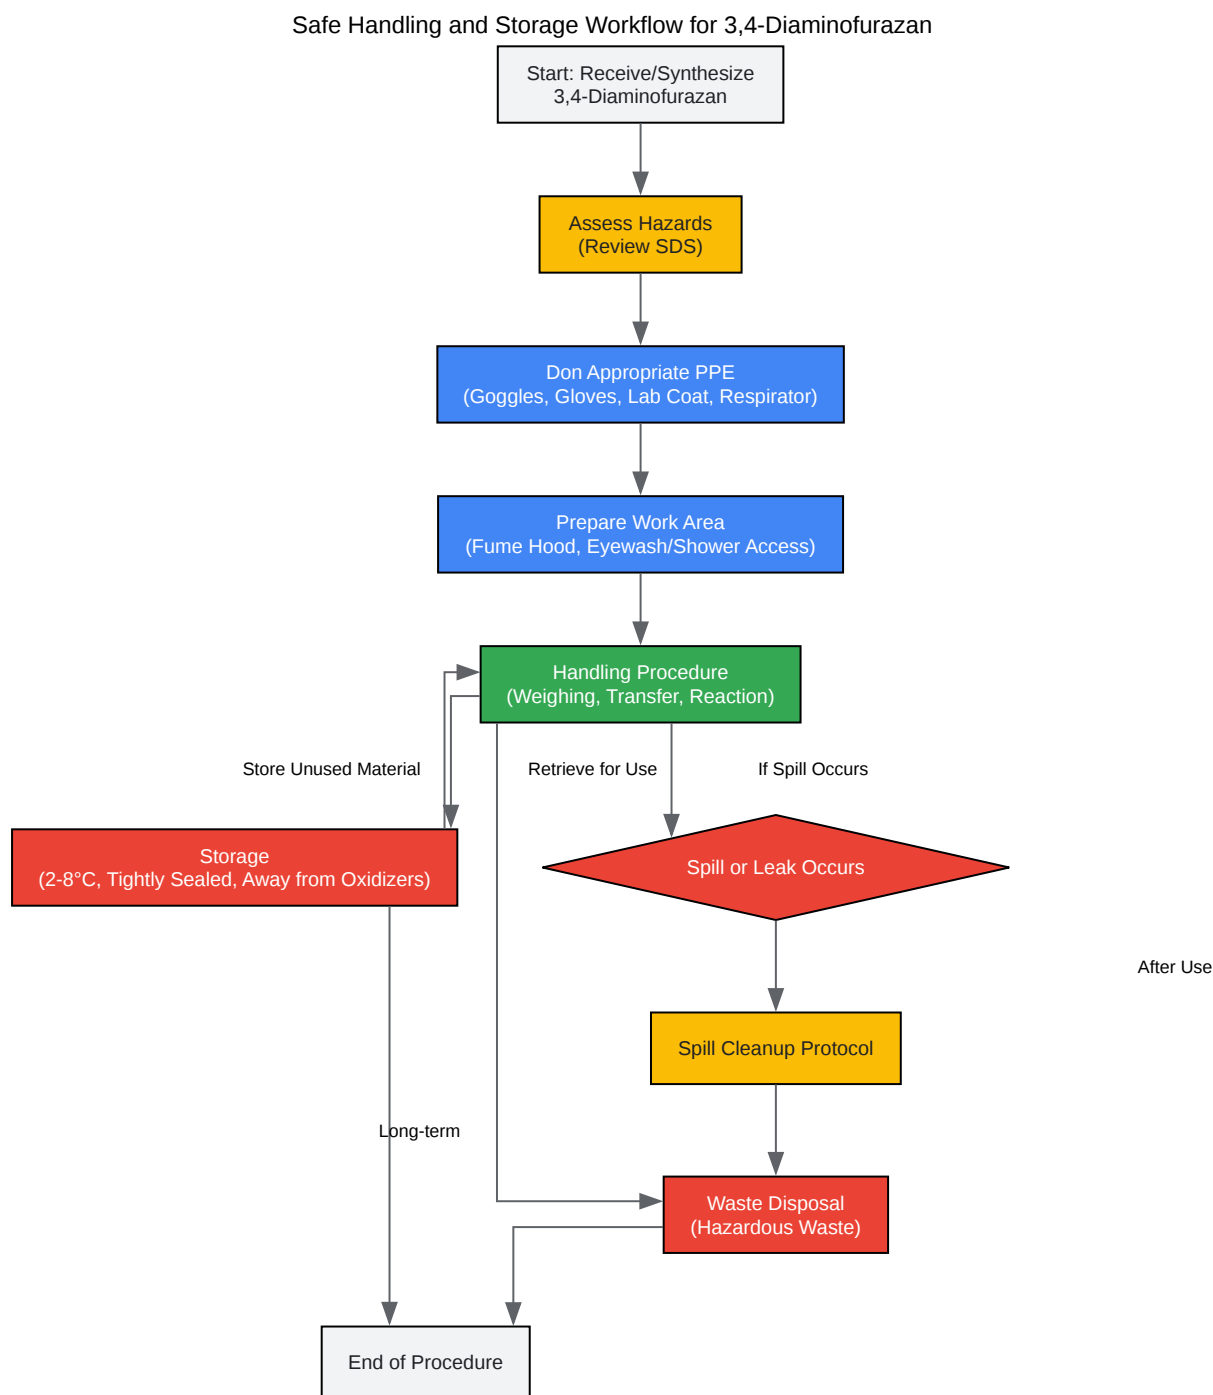 Safe Handling and Storage Workflow for 3,4-Diaminofurazan
Start: Receive/Synthesize
3,4-Diaminofurazan
Assess Hazards
(Review SDS)
Don Appropriate PPE
(Goggles, Gloves, Lab Coat, Respirator)
Prepare Work Area
(Fume Hood, Eyewash/Shower Access)
Handling Procedure
(Weighing, Transfer, Reaction)
Store Unused Material
Retrieve for Use
If Spill Occurs
Storage
(2-8°C, Tightly Sealed, Away from Oxidizers)
Spill or Leak Occurs
After Use
Spill Cleanup Protocol
Long-term
Waste Disposal
(Hazardous Waste)
End of Procedure